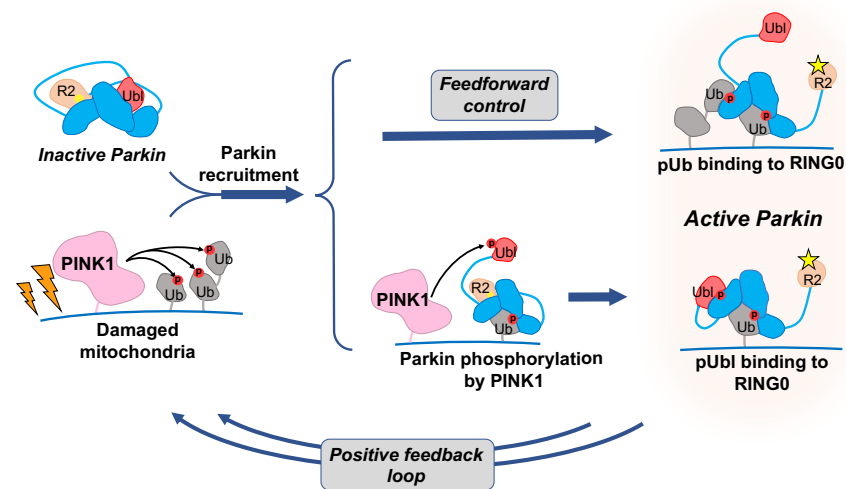 R2
Ubl
Inactive Parkin
Parkin
recruitment
PINK1
p
p
p
Ub
Ub
Ub
Damaged
mitochondria
Feedforward
control
Ubl
R2
Ub
p
p
Ub
pUb binding to RING0
Active Parkin
PINK1
p
Ubl
R2
p
Ub
Parkin phosphorylation
by PINK1
R2
Ubl
p
p
Ub
pUbl binding to
RING0
Positive feedback
loop